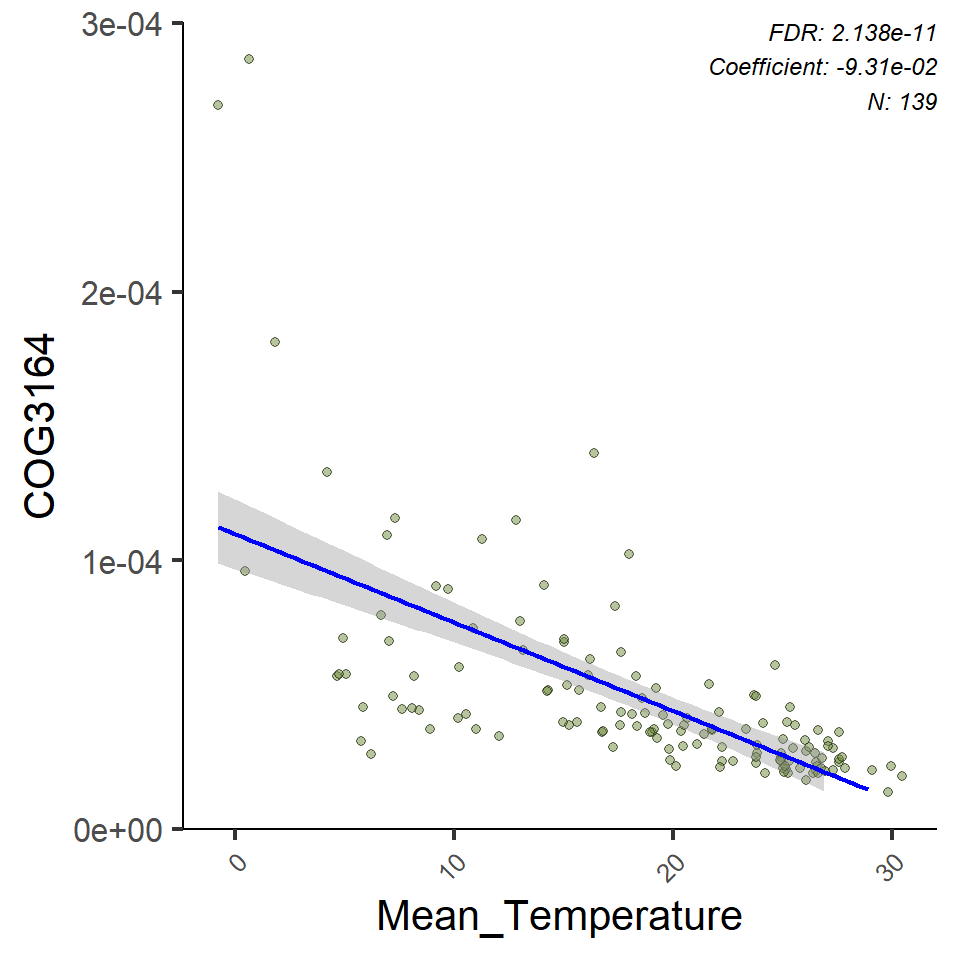 3e-04
FDR: 2.138e-11
Coefficient: -9.31e-02
N: 139
2e-04
COG3164
1e-04
0e+00
0 10 20 30
Mean_Temperature